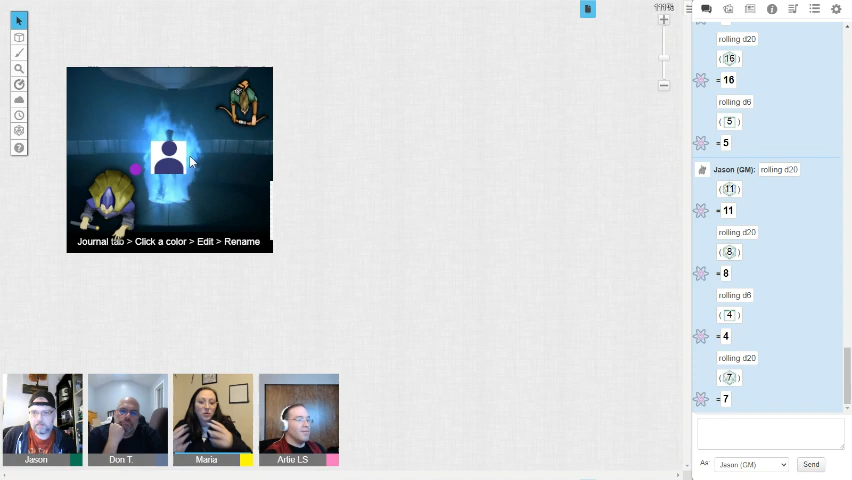 111%
rolling d20
(16)
= 16
rolling d6
(5)
= 5
Jason (GM): rolling d20
(11)
= 11
rolling d20
(8)
= 8
rolling d6
(4)
= 4
rolling d20
(7)
= 7
Journal tab > Click a color > Edit > Rename
Jason
Don T.
Maria
Artie LS
As: Jason (GM)
Send